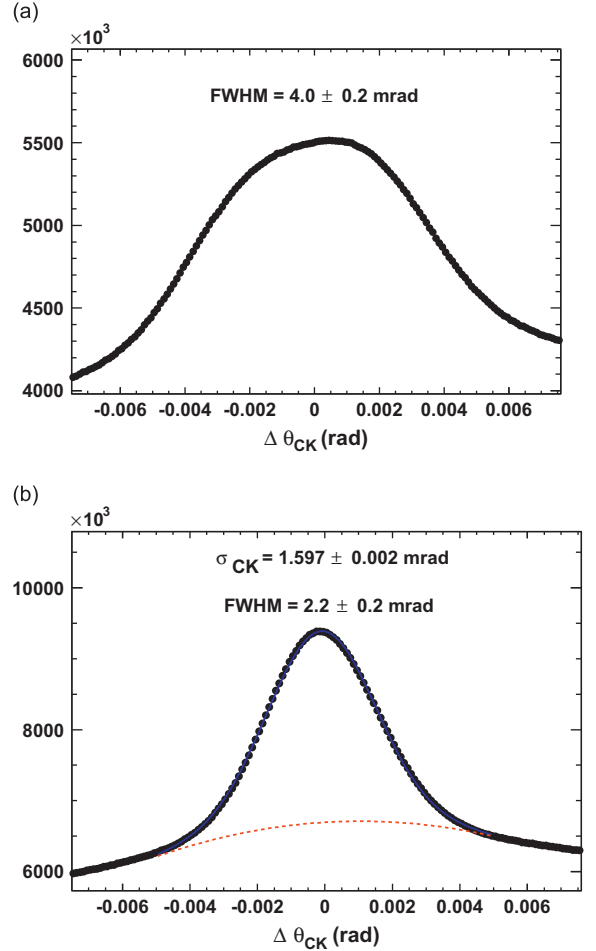 (a)
×10³
6000
FWHM = 4.0 ± 0.2 mrad
5500
5000
4500
4000
-0.006 -0.004 -0.002 0 0.002 0.004 0.006
Δ θCK (rad)
(b)
×10³
σ CK = 1.597 ± 0.002 mrad
10000
FWHM = 2.2 ± 0.2 mrad
8000
6000
-0.006 -0.004 -0.002 0 0.002 0.004 0.006
Δ θCK (rad)